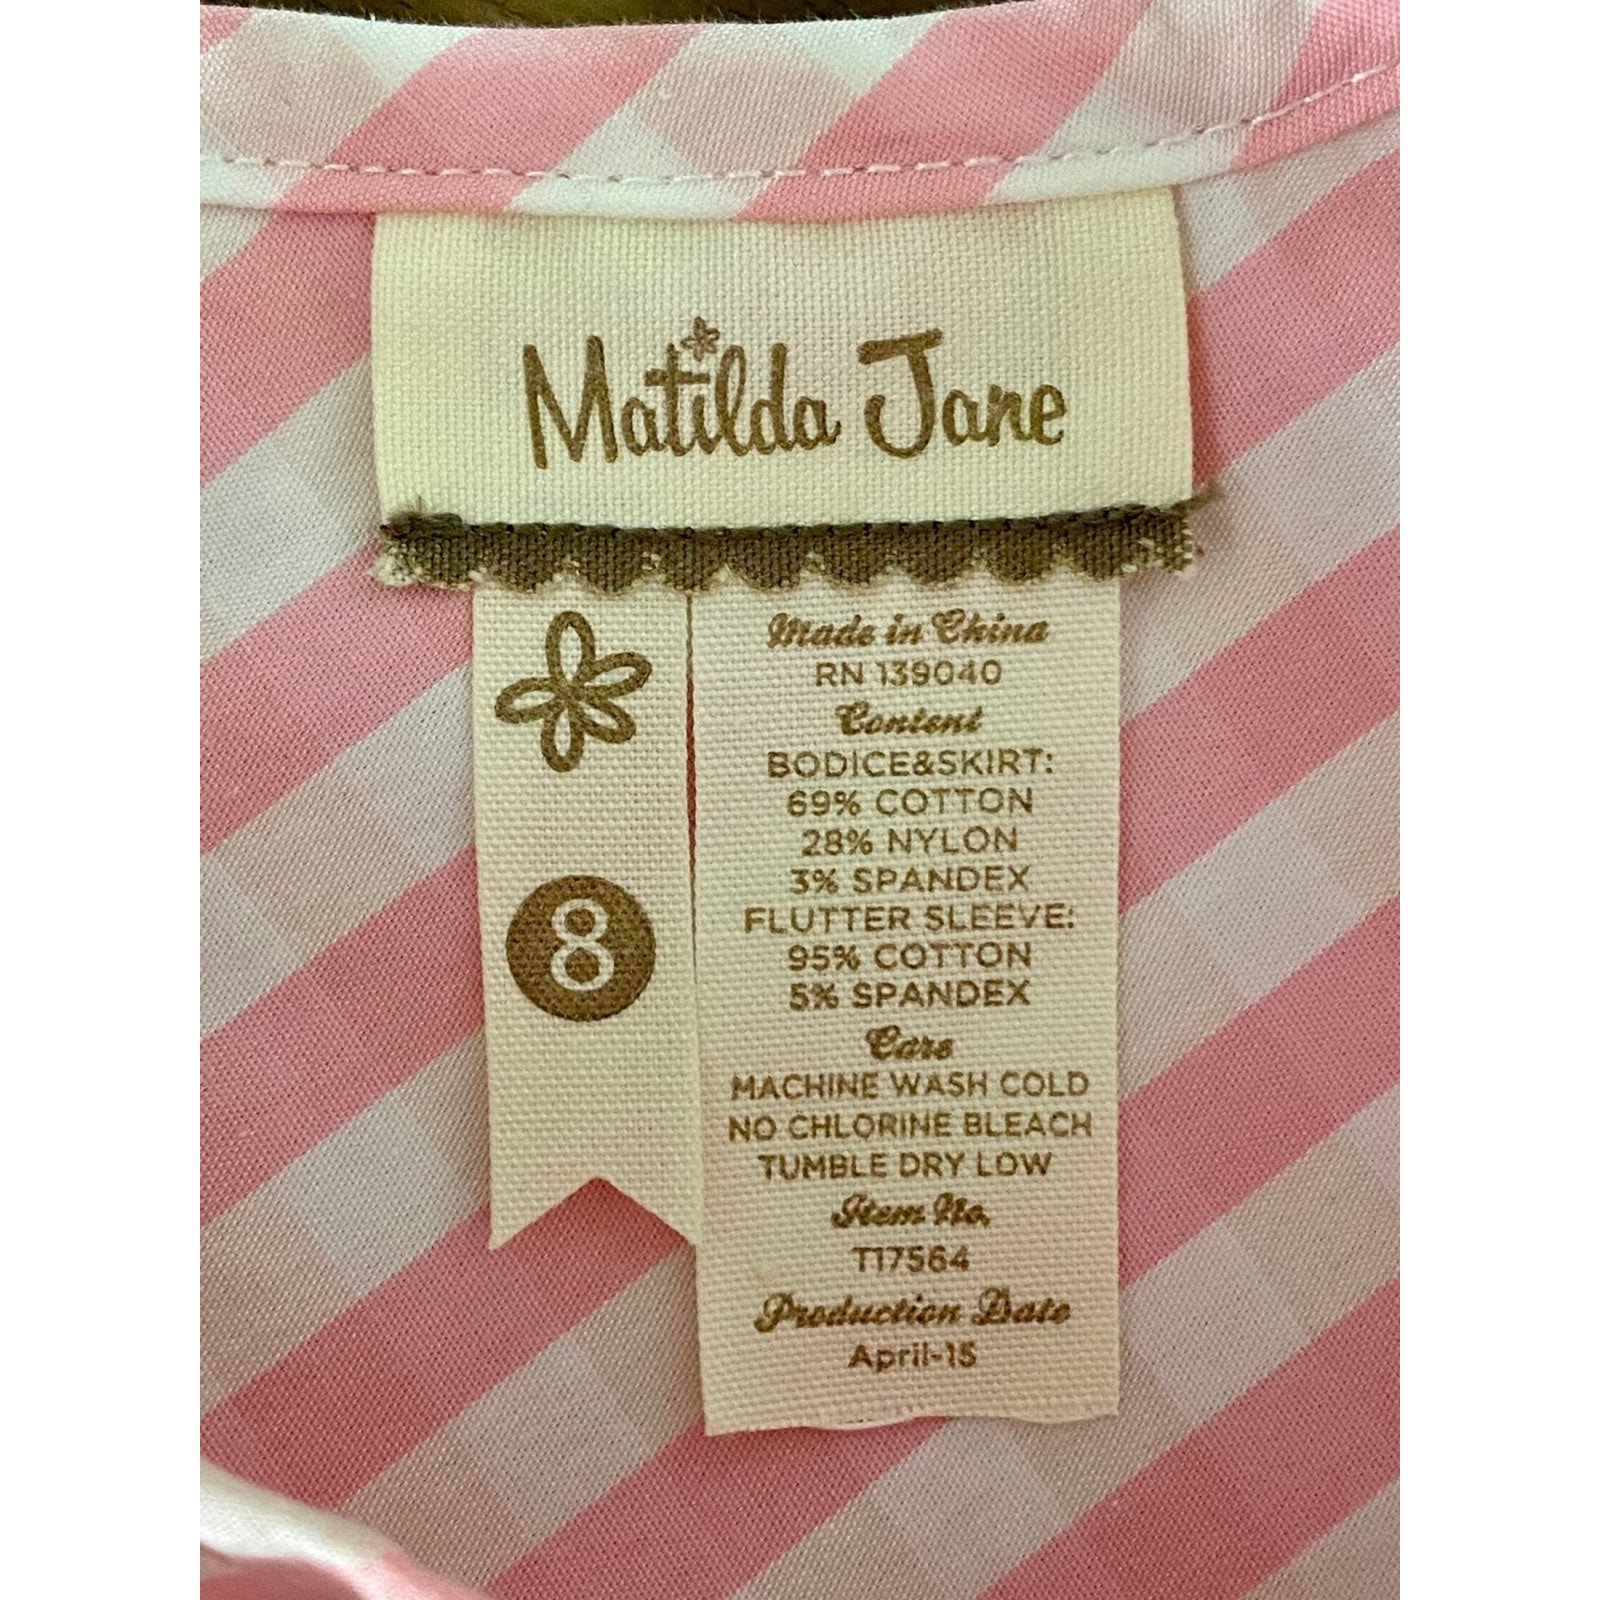 Matilda Jane
8
Made in China
RN 139040
Content
BODICE&SKIRT:
69% COTTON
28% NYLON
3% SPANDEX
FLUTTER SLEEVE:
95% COTTON
5% SPANDEX
Care
MACHINE WASH COLD
NO CHLORINE BLEACH
TUMBLE DRY LOW
Item No.
T17564
Production Date
April-15